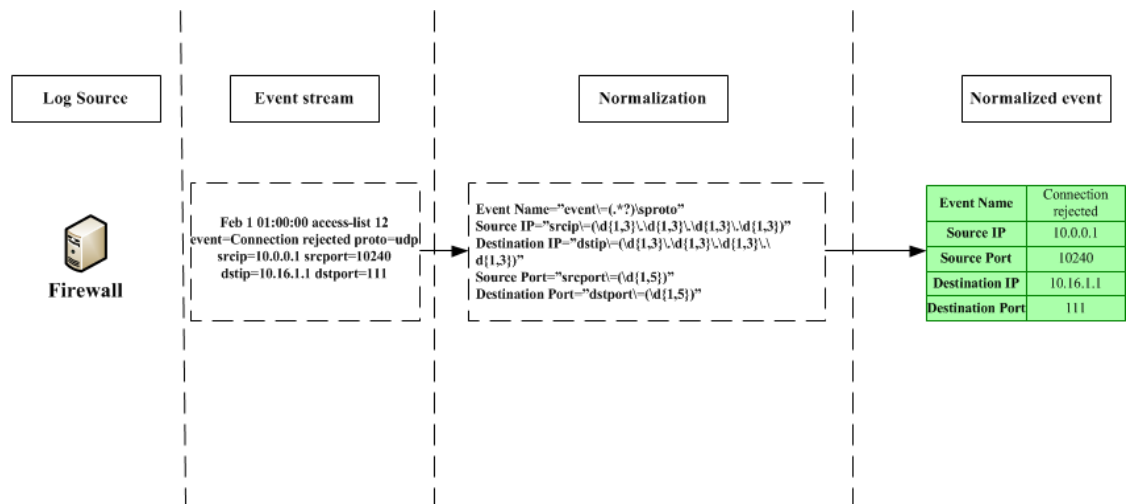 Log Source
Event stream
Normalization
Normalized event
Firewall
Feb 1 01:00:00 access-list 12
event=Connection rejected proto=udp
srcip=10.0.0.1 srcport=10240
dstip=10.16.1.1 dstport=111
Event Name=”event\=(.*?)\sproto”
Source IP=”srcip\=(\d{1,3}\.\d{1,3}\.\d{1,3}\.\d{1,3})”
Destination IP=”dstip\=(\d{1,3}\.\d{1,3}\.\d{1,3}\.\
d{1,3})”
Source Port=”srcport\=(\d{1,5})”
Destination Port=”dstport\=(\d{1,5})”
Event Name Connection
rejected
Source IP 10.0.0.1
Source Port 10240
Destination IP 10.16.1.1
Destination Port 111